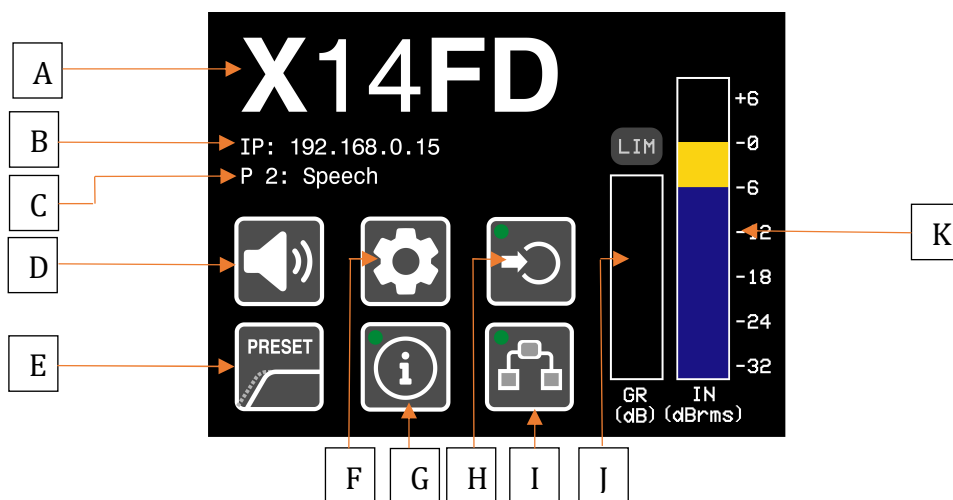 A
X14FD
B
IP: 192.168.0.15
C
P 2: Speech
LIM
+6
-0
-6
-12
-18
-24
-32
K
D
E
PRESET
GR
(dB)
IN
(dBrms)
F
G
H
I
J